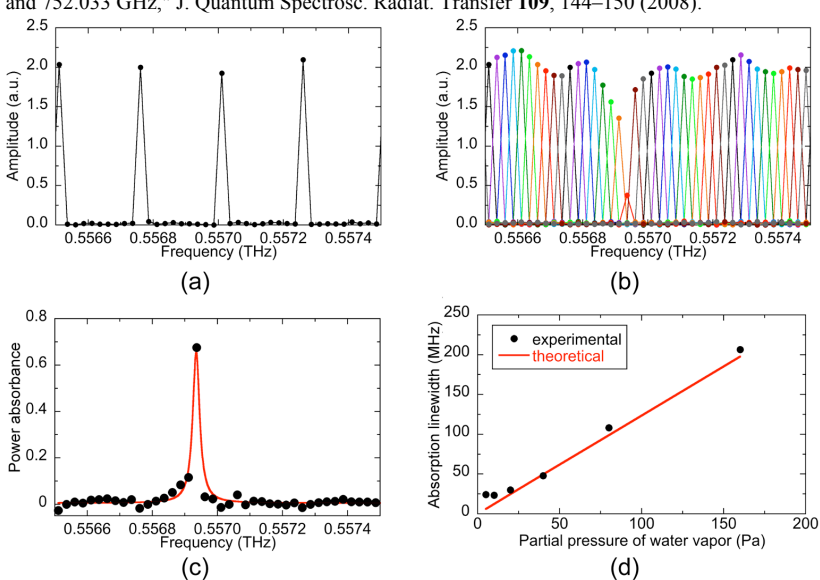 and 752.033 GHz," J. Quantum Spectrosc. Radiat. Transfer 109, 144–150 (2008).
2.5
2.0
1.5
1.0
0.5
0.0
Amplitude (a.u.)
0.5566 0.5568 0.5570 0.5572 0.5574
Frequency (THz)
(a)
2.5
2.0
1.5
1.0
0.5
0.0
Amplitude (a.u.)
0.5566 0.5568 0.5570 0.5572 0.5574
Frequency (THz)
(b)
0.8
0.6
0.4
0.2
0
Power absorbance
0.5566 0.5568 0.5570 0.5572 0.5574
Frequency (THz)
(c)
250
200
150
100
50
0
Absorption linewidth (MHz)
experimental
theoretical
0 50 100 150 200
Partial pressure of water vapor (Pa)
(d)